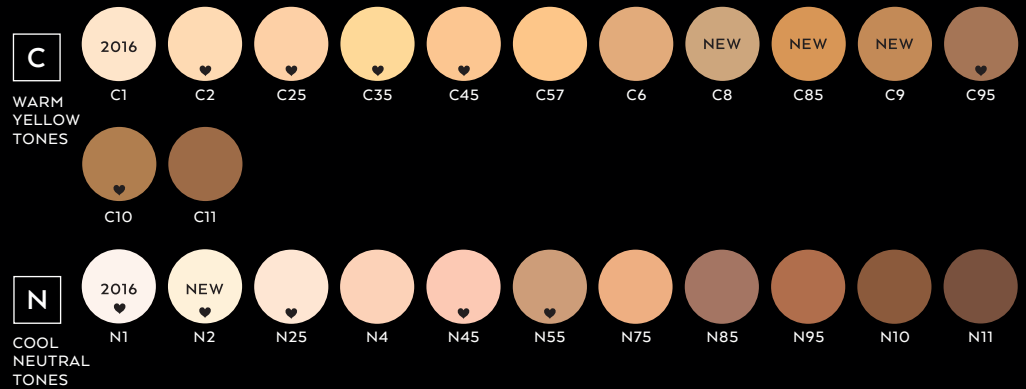 C
WARM
YELLOW
TONES
2016 NEW NEW NEW
C1 C2 C25 C35 C45 C57 C6 C8 C85 C9 C95
C10 C11
N
COOL
NEUTRAL
TONES
2016 NEW
N1 N2 N25 N4 N45 N55 N75 N85 N95 N10 N11